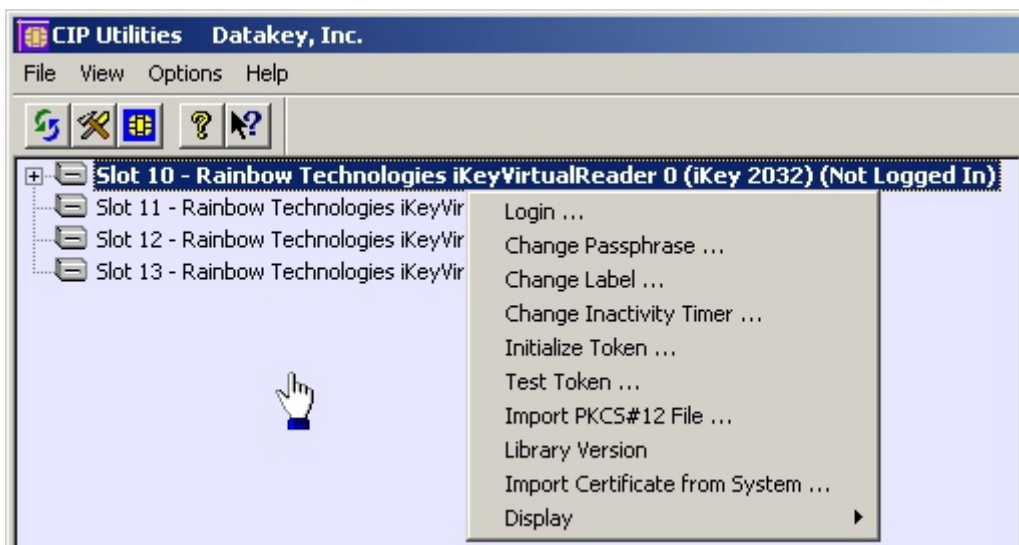 CIP Utilities Datakey, Inc.
File View Options Help
Slot 10 - Rainbow Technologies iKeyVirtualReader 0 (iKey 2032) (Not Logged In)
Slot 11 - Rainbow Technologies iKeyVir
Slot 12 - Rainbow Technologies iKeyVir
Slot 13 - Rainbow Technologies iKeyVir
Login ...
Change Passphrase ...
Change Label ...
Change Inactivity Timer ...
Initialize Token ...
Test Token ...
Import PKCS#12 File ...
Library Version
Import Certificate from System ...
Display